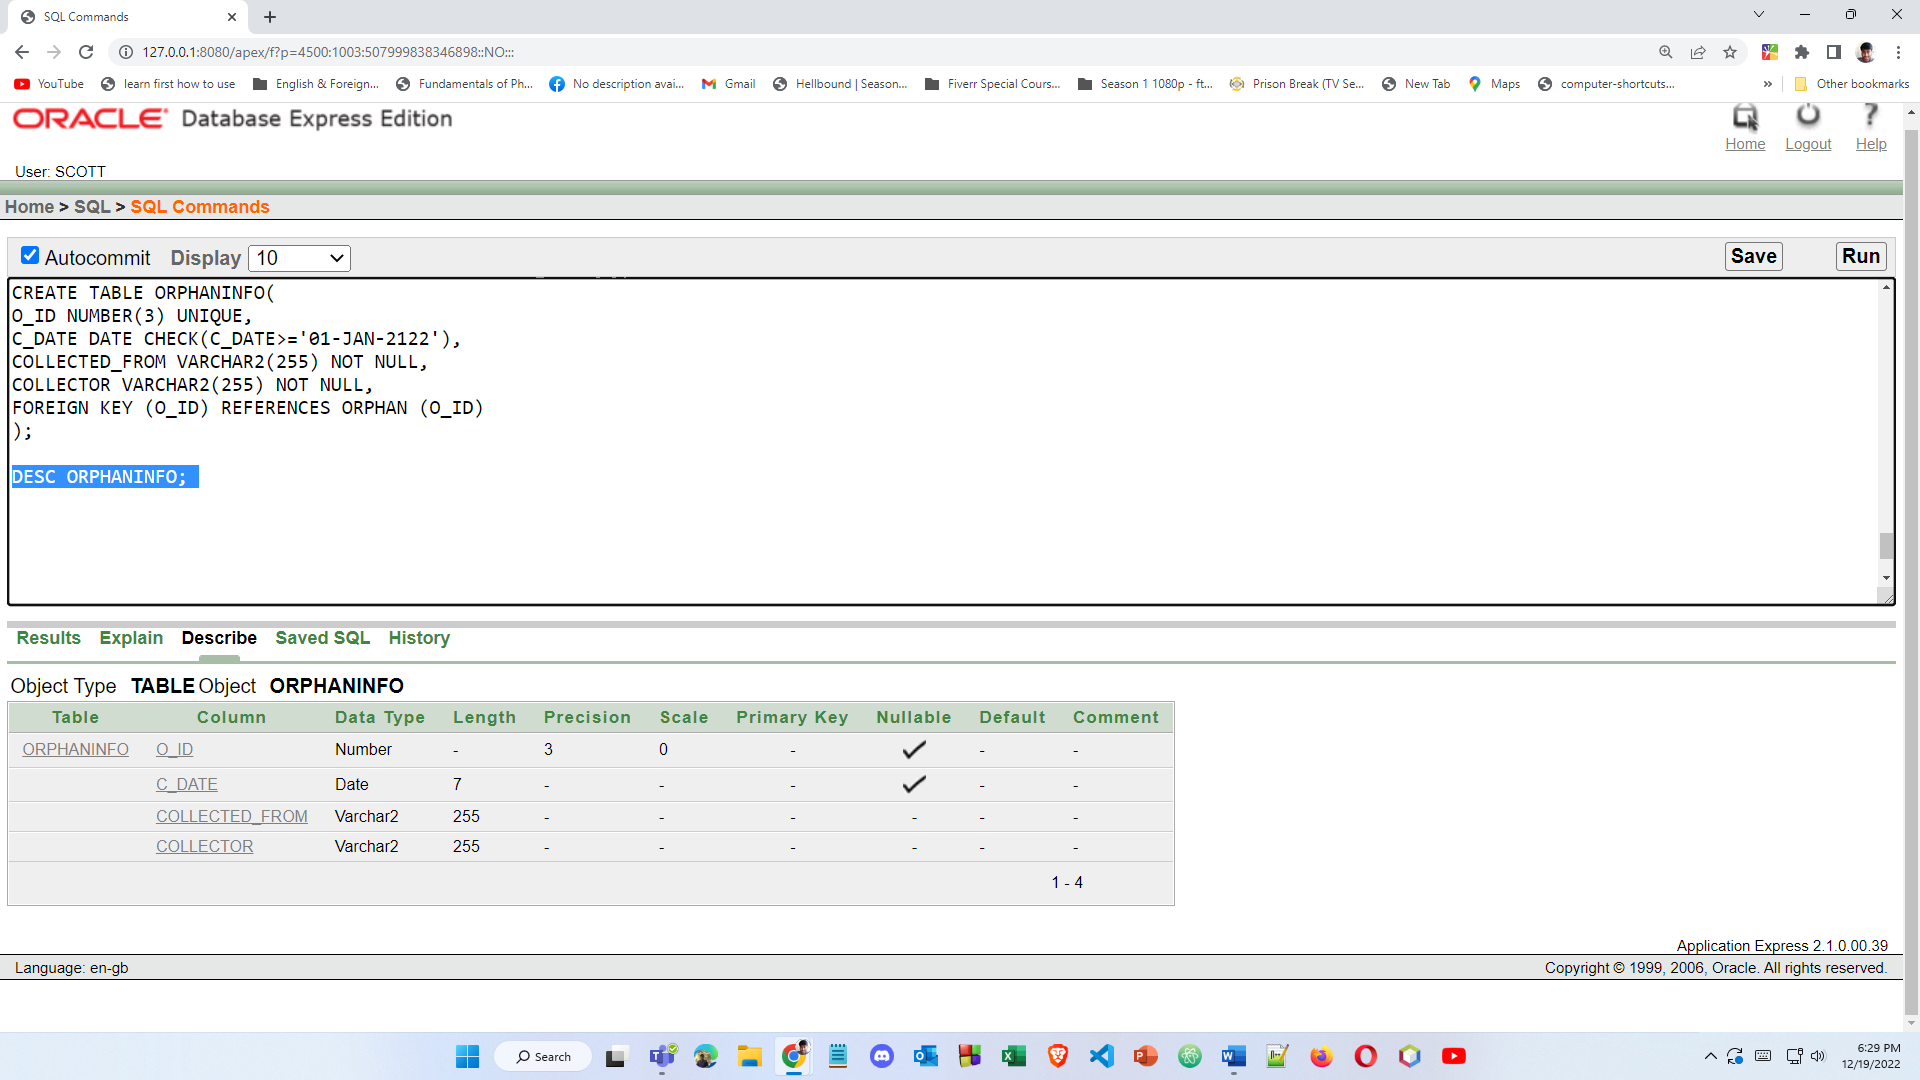 SQL Commands
127.0.0.1:8080/apex/f?p=4500:1003:507999838346898::NO:::
YouTube learn first how to use English & Foreign... Fundamentals of Ph... No description avai... Gmail Hellbound | Season... Fiverr Special Cours... Season 1 1080p - ft... Prison Break (TV Se... New Tab Maps computer-shortcuts... » Other bookmarks
ORACLE Database Express Edition
Home Logout Help
User: SCOTT
Home > SQL > SQL Commands
Autocommit Display 10 Save Run
CREATE TABLE ORPHANINFO(
O_ID NUMBER(3) UNIQUE,
C_DATE DATE CHECK(C_DATE>='01-JAN-2122'),
COLLECTED_FROM VARCHAR2(255) NOT NULL,
COLLECTOR VARCHAR2(255) NOT NULL,
FOREIGN KEY (O_ID) REFERENCES ORPHAN (O_ID)
);
DESC ORPHANINFO;
Results Explain Describe Saved SQL History
Object Type TABLE Object ORPHANINFO
Table Column Data Type Length Precision Scale Primary Key Nullable Default Comment
ORPHANINFO O_ID Number - 3 0 - - -
C_DATE Date 7 - - - - -
COLLECTED_FROM Varchar2 255 - - - - - -
COLLECTOR Varchar2 255 - - - - - -
1 - 4
Application Express 2.1.0.00.39
Language: en-gb Copyright © 1999, 2006, Oracle. All rights reserved.
Search
6:29 PM
12/19/2022